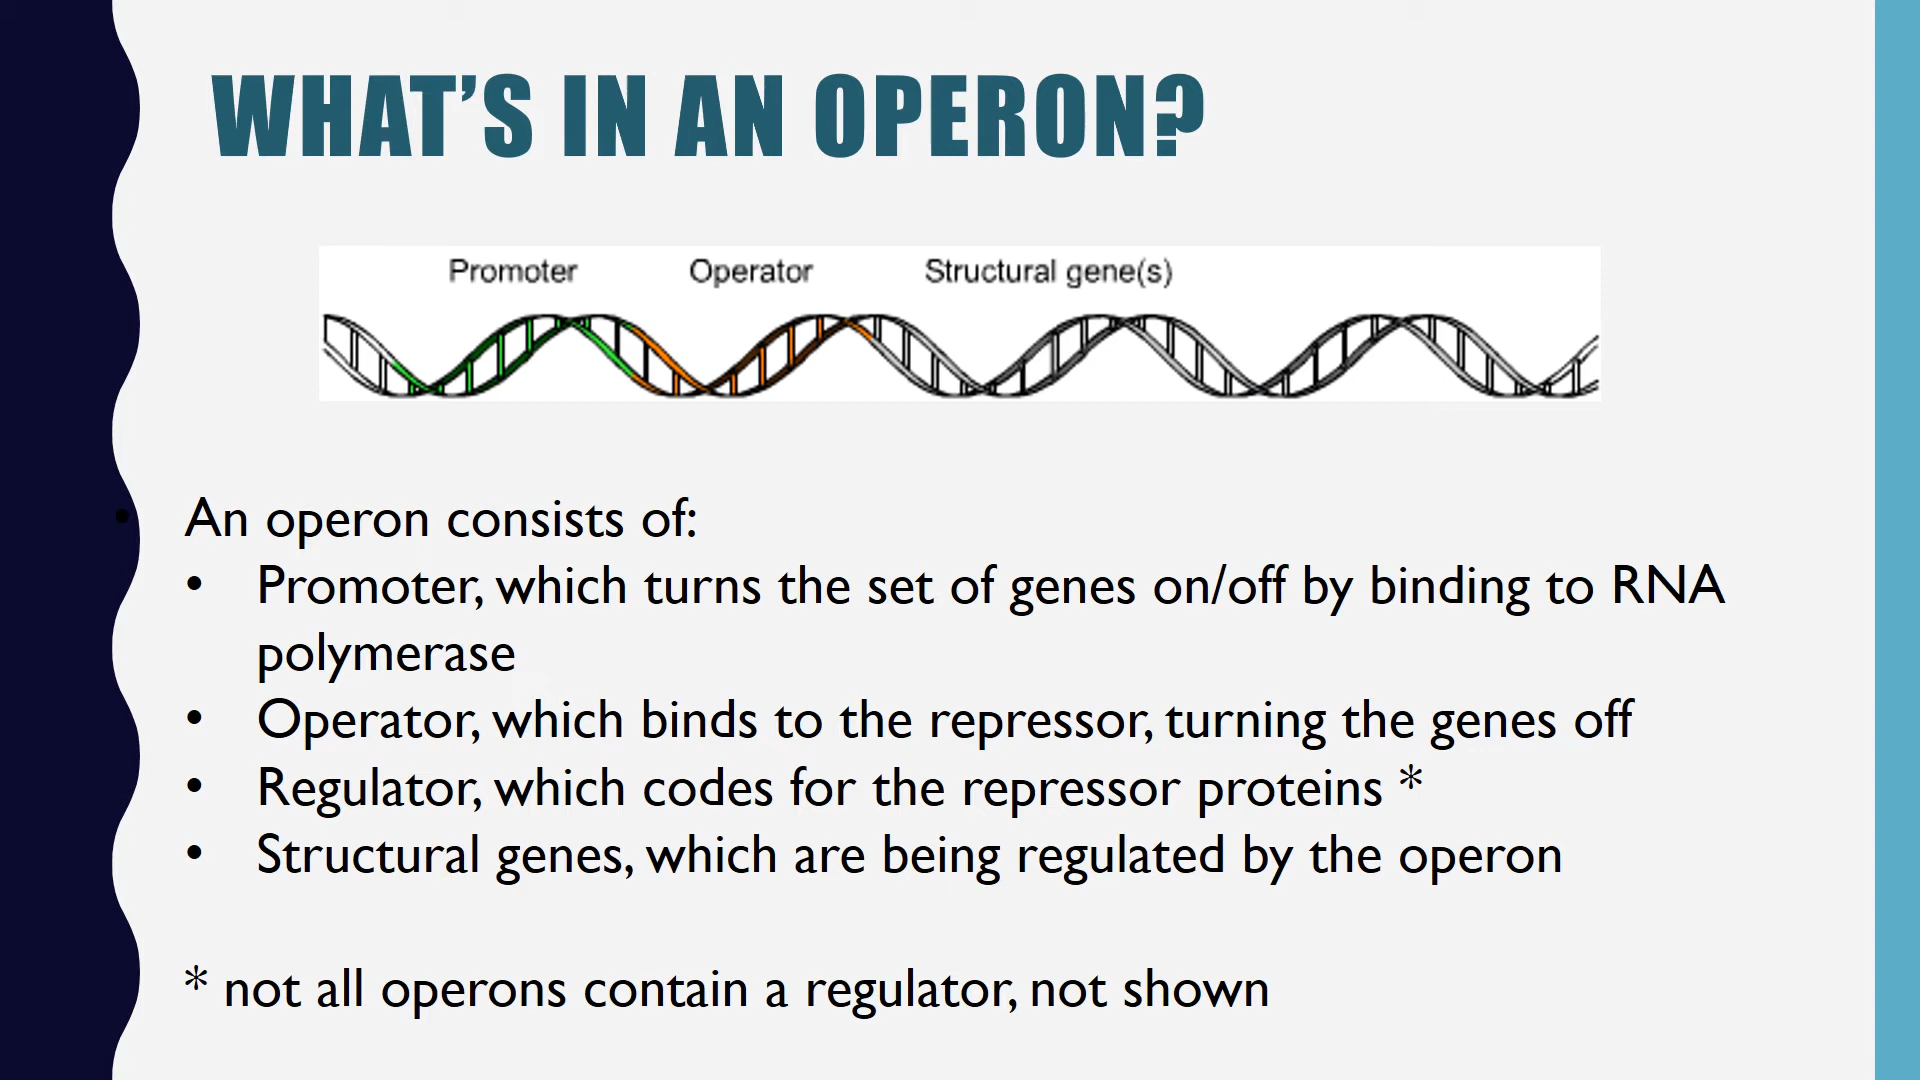 WHAT’S IN AN OPERON?
Promoter Operator Structural gene(s)
• An operon consists of:
• Promoter, which turns the set of genes on/off by binding to RNA
polymerase
• Operator, which binds to the repressor, turning the genes off
• Regulator, which codes for the repressor proteins *
• Structural genes, which are being regulated by the operon
* not all operons contain a regulator, not shown